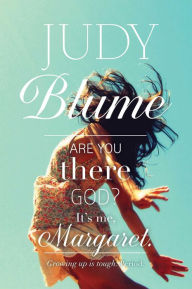 JUDY
Blume
ARE YOU
there
GOD?
It's me,
Margaret.
Growing up is tough. Period.